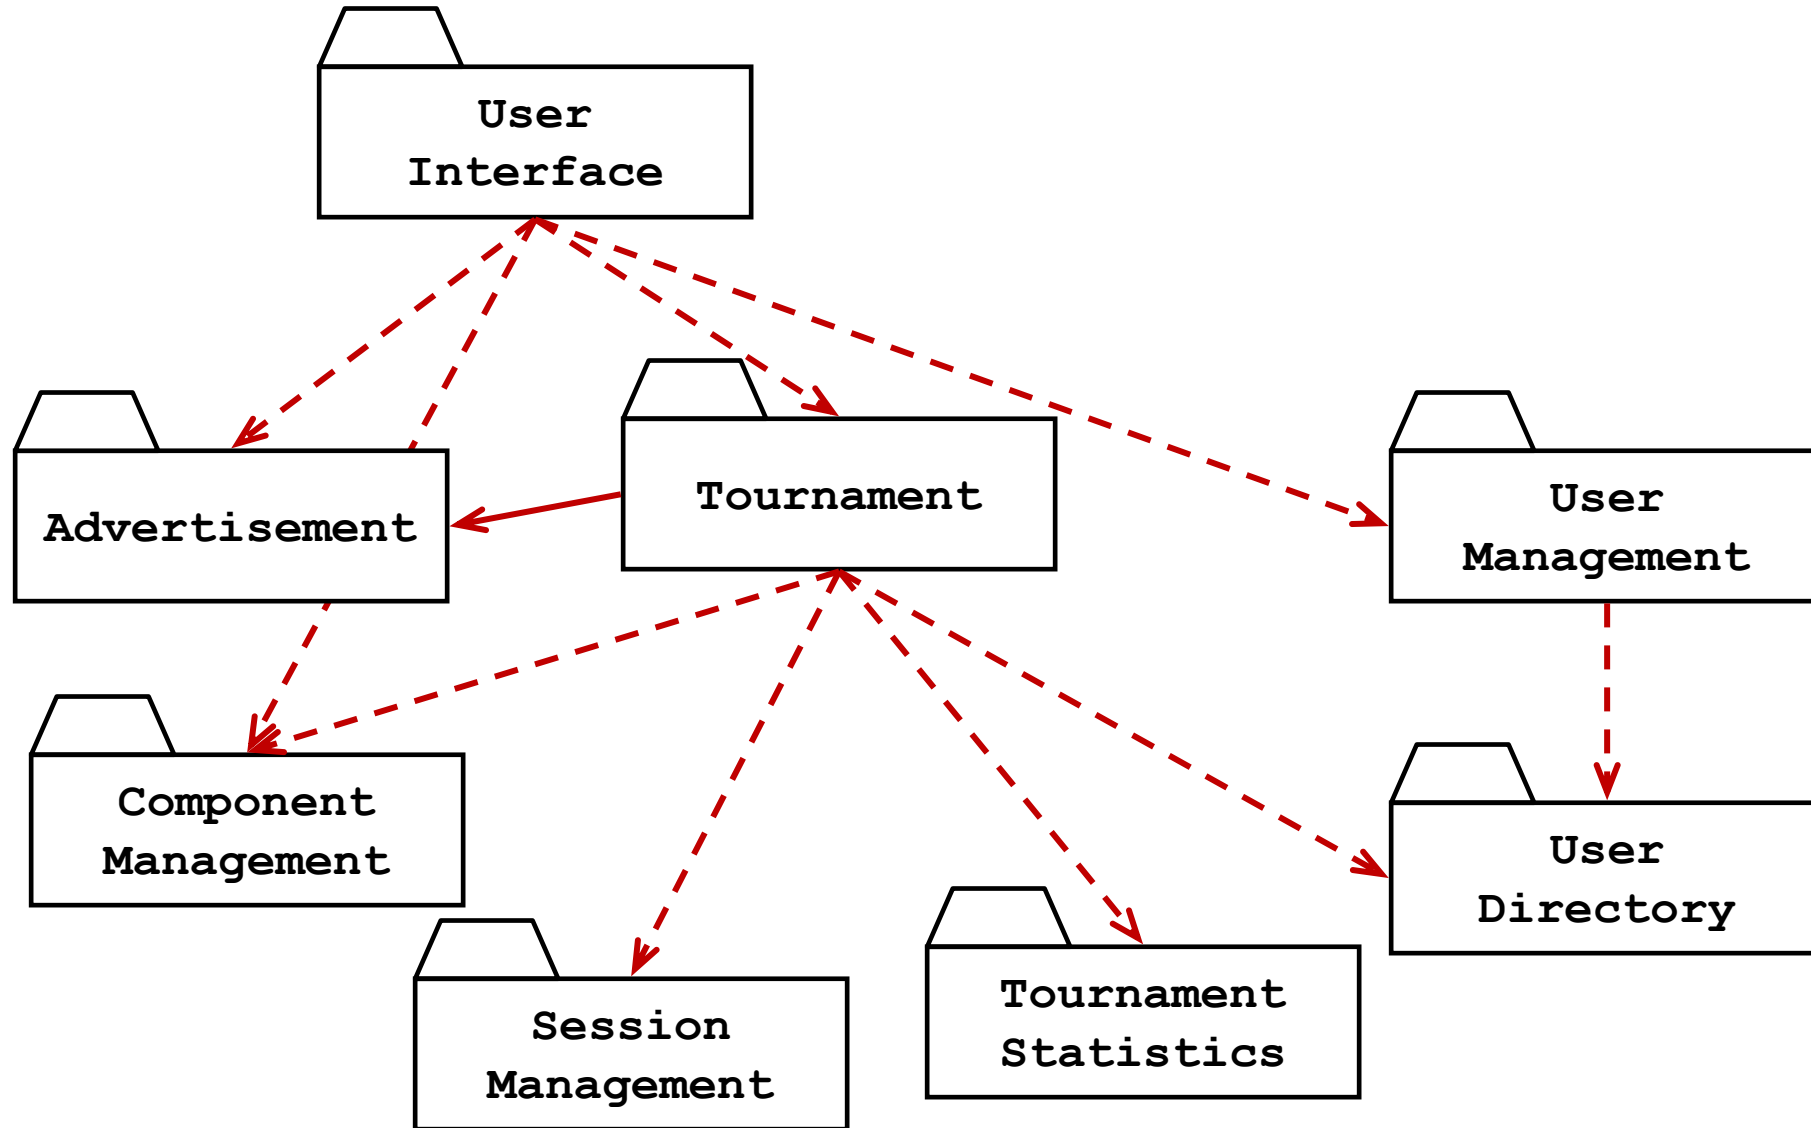 User
Interface
Advertisement
Tournament
User
Management
Component
Management
User
Directory
Session
Management
Tournament
Statistics